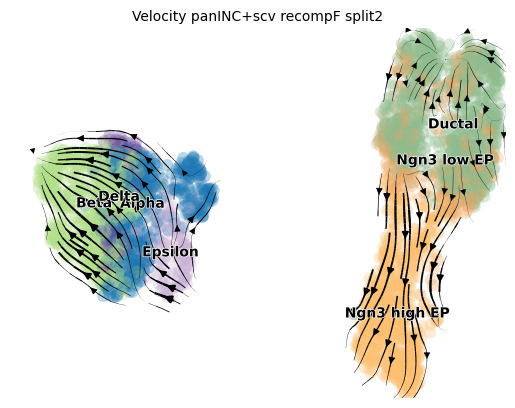 Velocity panINC+scv recompF split2
Ductal
Ngn3 low EP
Delta
Beta Alpha
Epsilon
Ngn3 high EP